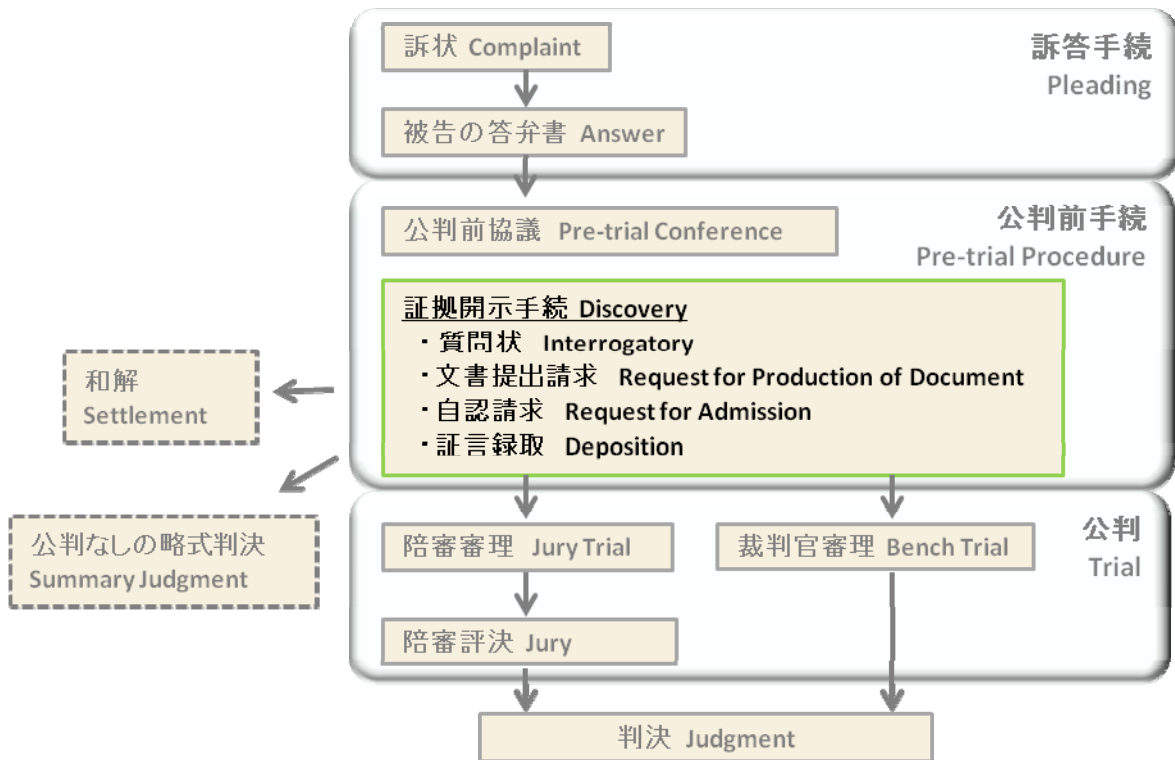 訴状 Complaint
訴答手続
Pleading
被告の答弁書 Answer
公判前手続
Pre-trial Procedure
公判前協議 Pre-trial Conference
証拠開示手続 Discovery
・質問状 Interrogatory
・文書提出請求 Request for Production of Document
・自認請求 Request for Admission
・証言録取 Deposition
和解
Settlement
公判なしの略式判決
Summary Judgment
公判
Trial
陪審審理 Jury Trial
裁判官審理 Bench Trial
陪審評決 Jury
判決 Judgment